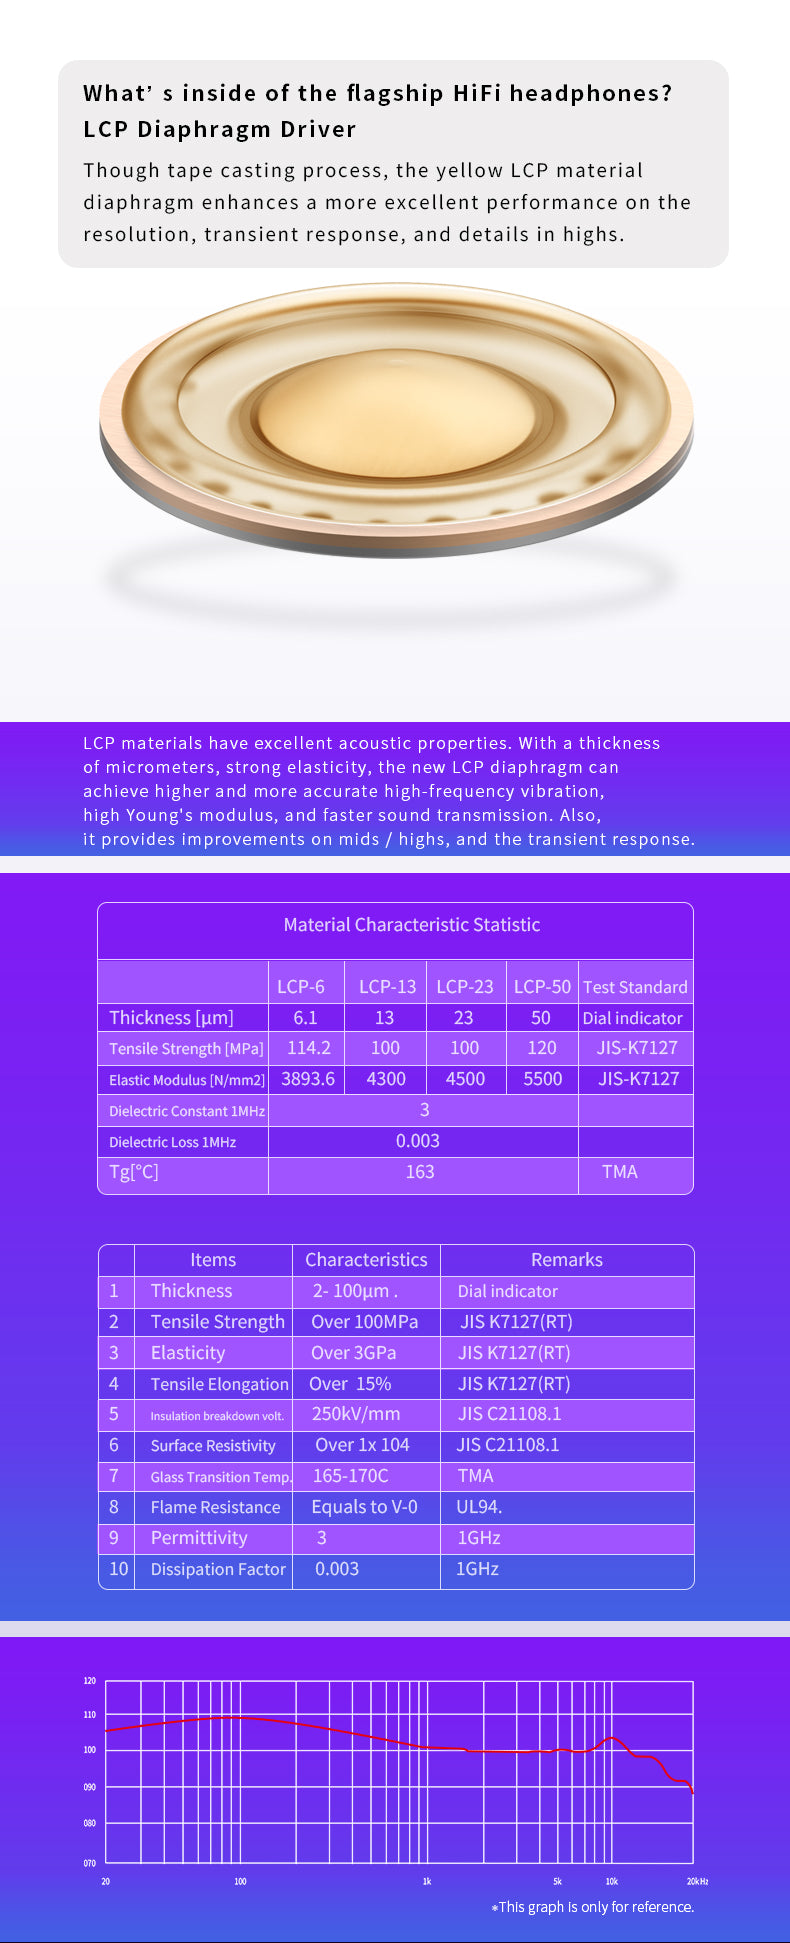 What's inside of the flagship HiFi headphones?
LCP Diaphragm Driver
Though tape casting process, the yellow LCP material
diaphragm enhances a more excellent performance on the
resolution, transient response, and details in highs.
LCP materials have excellent acoustic properties. With a thickness
of micrometers, strong elasticity, the new LCP diaphragm can
achieve higher and more accurate high-frequency vibration,
high Young's modulus, and faster sound transmission. Also,
it provides improvements on mids / highs, and the transient response.
Material Characteristic Statistic
LCP-6 LCP-13 LCP-23 LCP-50 Test Standard
Thickness [μm] 6.1 13 23 50 Dial indicator
Tensile Strength [MPa] 114.2 100 100 120 JIS-K7127
Elastic Modulus [N/mm2] 3893.6 4300 4500 5500 JIS-K7127
Dielectric Constant 1MHz 3
Dielectric Loss 1MHz 0.003
Tg[°C] 163 TMA
Items Characteristics Remarks
1 Thickness 2- 100μm . Dial indicator
2 Tensile Strength Over 100MPa JIS K7127(RT)
3 Elasticity Over 3GPa JIS K7127(RT)
4 Tensile Elongation Over 15% JIS K7127(RT)
5 Insulation breakdown volt. 250kV/mm JIS C21108.1
6 Surface Resistivity Over 1x 104 JIS C21108.1
7 Glass Transition Temp. 165-170C TMA
8 Flame Resistance Equals to V-0 UL94.
9 Permittivity 3 1GHz
10 Dissipation Factor 0.003 1GHz
120
110
100
090
080
070
20 100 1k 5k 10k 20kHz
*This graph is only for reference.